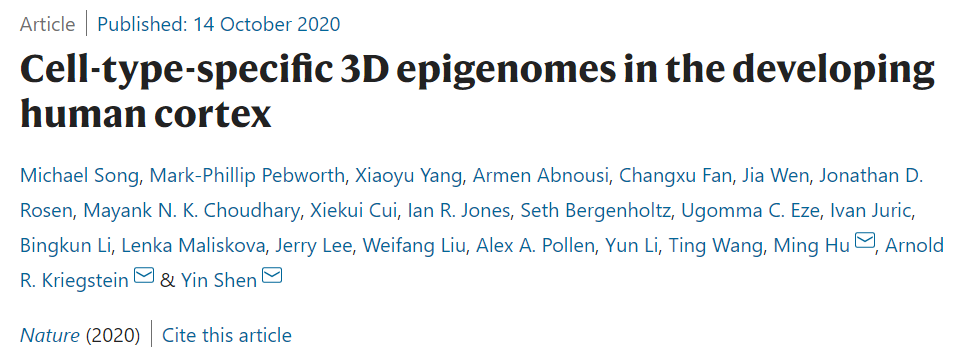 Article | Published: 14 October 2020
Cell-type-specific 3D epigenomes in the developing
human cortex
Michael Song, Mark-Phillip Pebworth, Xiaoyu Yang, Armen Abnousi, Changxu Fan, Jia Wen, Jonathan D.
Rosen, Mayank N. K. Choudhary, Xiekui Cui, Ian R. Jones, Seth Bergenholtz, Ugomma C. Eze, Ivan Juric,
Bingkun Li, Lenka Maliskova, Jerry Lee, Weifang Liu, Alex A. Pollen, Yun Li, Ting Wang, Ming Hu, Arnold
R. Kriegstein & Yin Shen
Nature (2020) | Cite this article